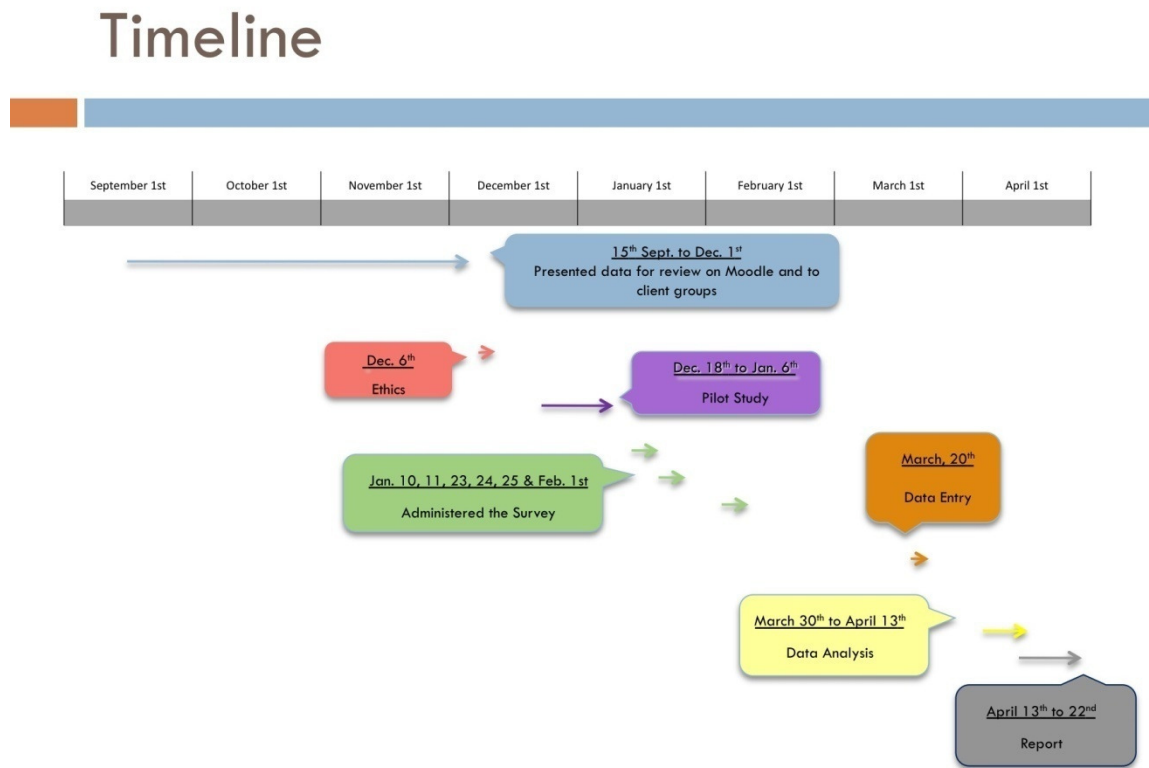 Timeline
September 1st
October 1st
November 1st
December 1st
January 1st
February 1st
March 1st
April 1st
15th Sept. to Dec. 1st
Presented data for review on Moodle and to
client groups
Dec. 6th
Ethics
Dec. 18th to Jan. 6th
Pilot Study
Jan. 10, 11, 23, 24, 25 & Feb. 1st
Administered the Survey
March, 20th
Data Entry
March 30th to April 13th
Data Analysis
April 13th to 22nd
Report